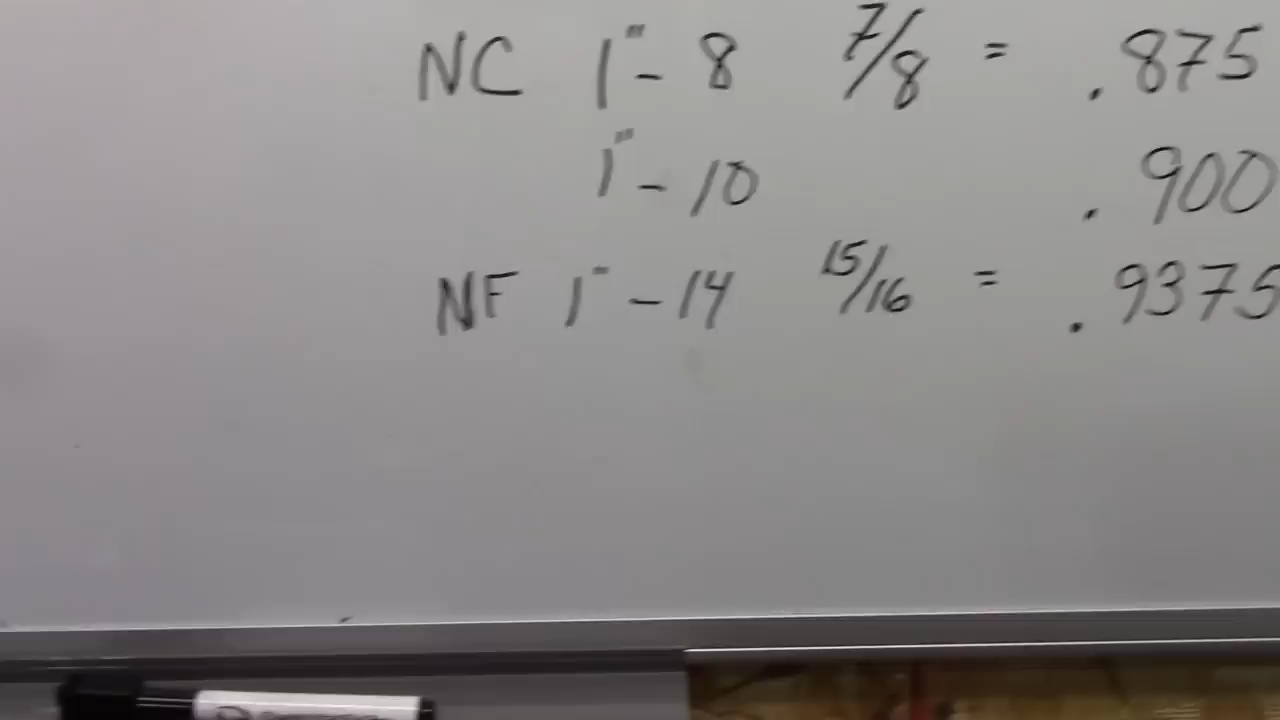 NC 1" - 8 7/8 = .875
1" - 10 .900
NF 1" - 14 15/16 = .9375